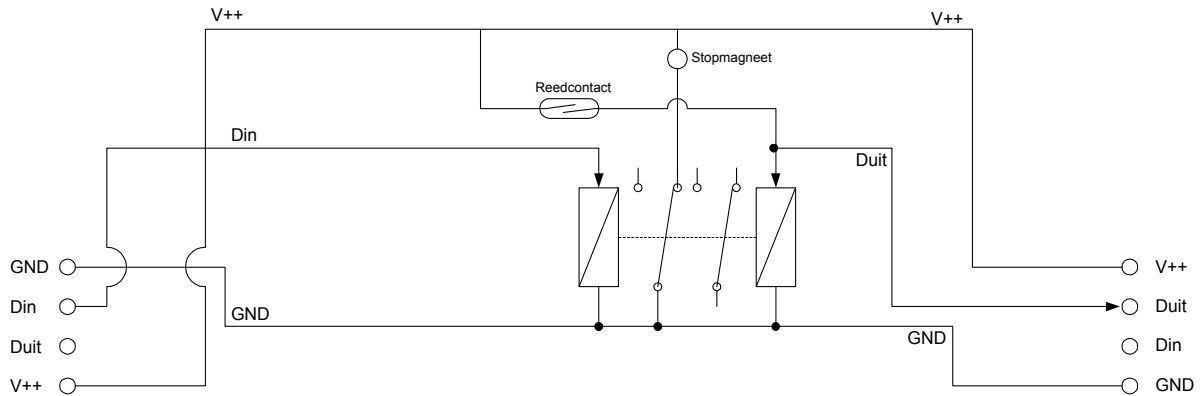 V++
V++
Stopmagneet
Reedcontact
Din
Duit
GND
V++
Din
Duit
GND
GND
Duit
Din
V++
GND